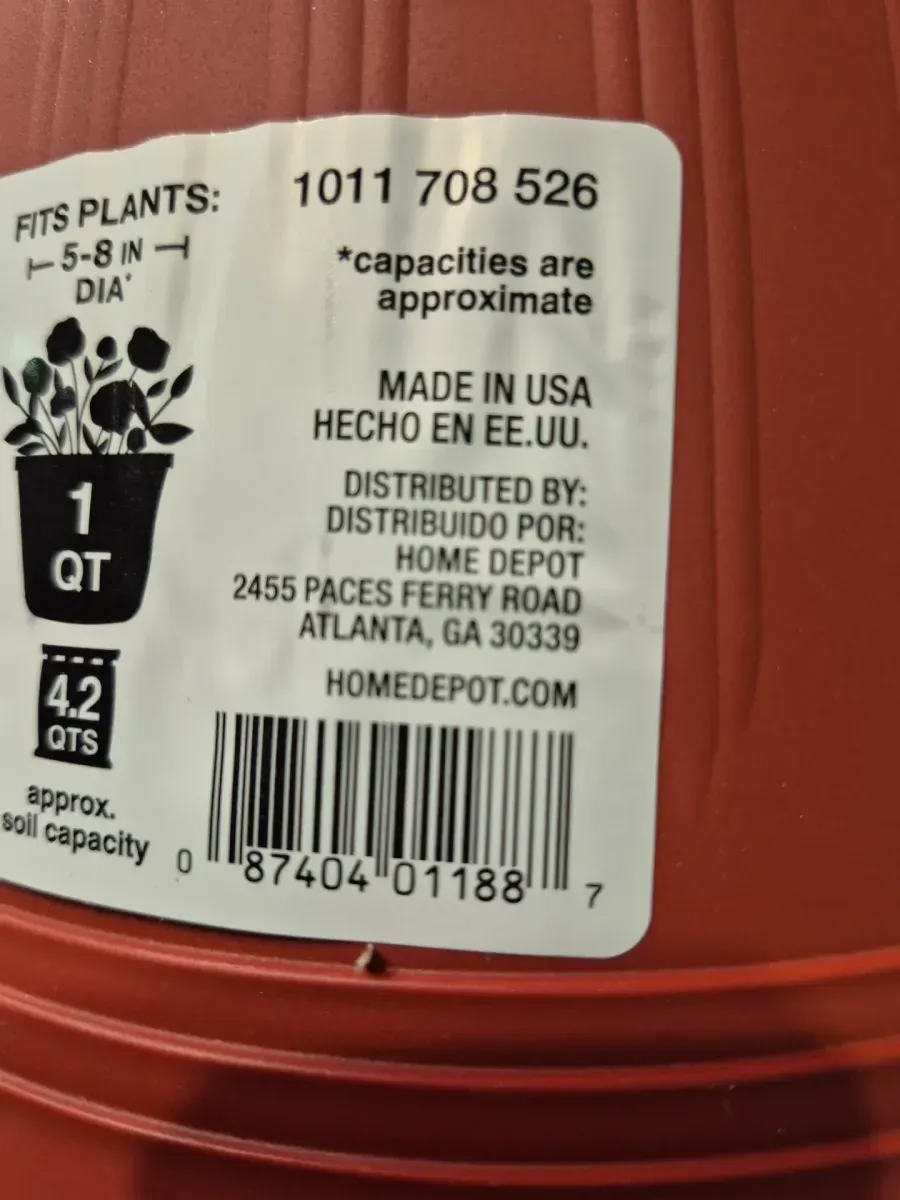 FITS PLANTS:
5-8 IN
DIA*
1
QT
4.2
QTS
approx.
soil capacity
1011 708 526
*capacities are
approximate
MADE IN USA
HECHO EN EE.UU.
DISTRIBUTED BY:
DISTRIBUIDO POR:
HOME DEPOT
2455 PACES FERRY ROAD
ATLANTA, GA 30339
HOMEDEPOT.COM
0 87404 01188 7